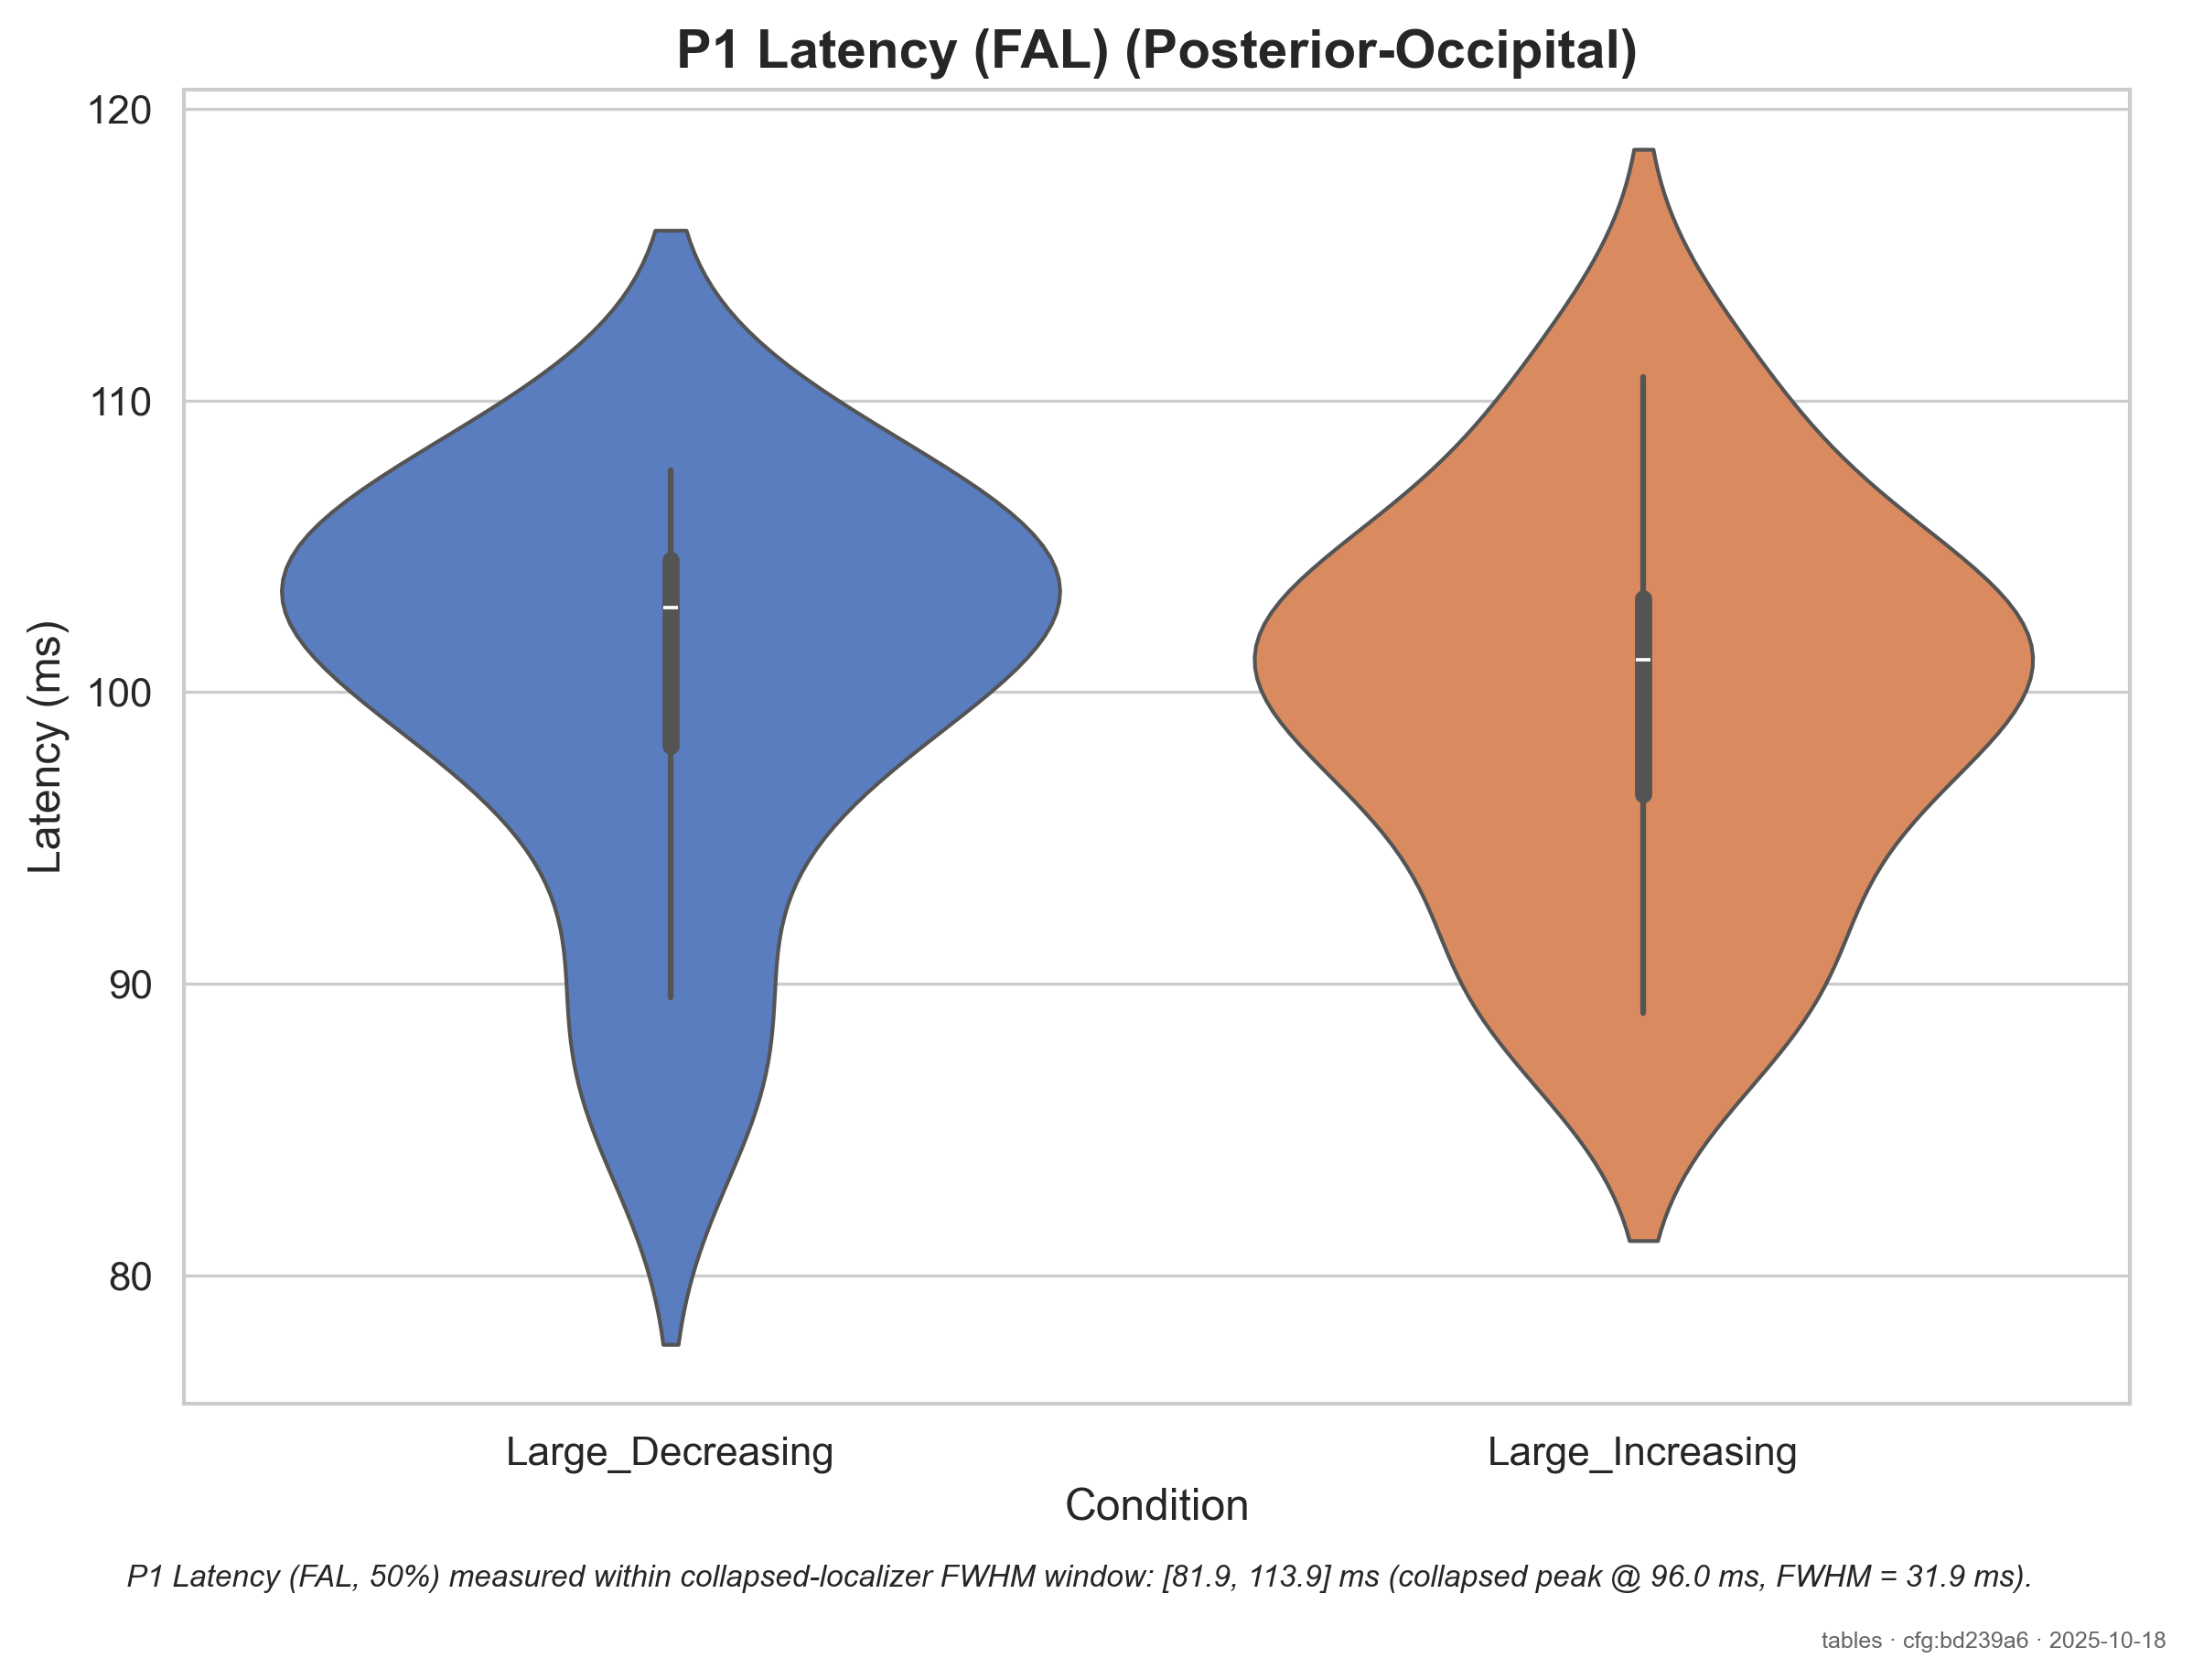 P1 Latency (FAL) (Posterior-Occipital)
120
110
100
90
80
Latency (ms)
Large_Decreasing
Large_Increasing
Condition
P1 Latency (FAL, 50%) measured within collapsed-localizer FWHM window: [81.9, 113.9] ms (collapsed peak @ 96.0 ms, FWHM = 31.9 ms).
tables · cfg:bd239a6 · 2025-10-18